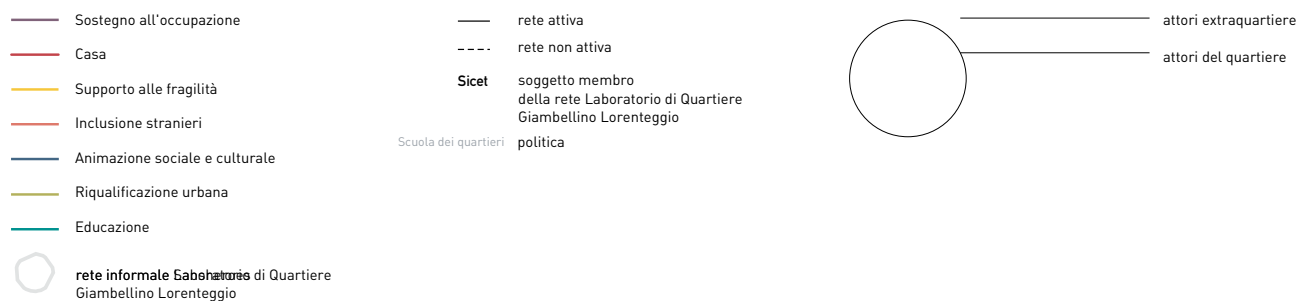 Sostegno all'occupazione
Casa
Supporto alle fragilità
Inclusione stranieri
Animazione sociale e culturale
Riqualificazione urbana
Educazione
rete informale
di Quartiere
Giambellino Lorenteggio
rete attiva
rete non attiva
Sicet soggetto membro
della rete Laboratorio di Quartiere
Giambellino Lorenteggio
Scuola dei quartieri politica
attori extraquartiere
attori del quartiere